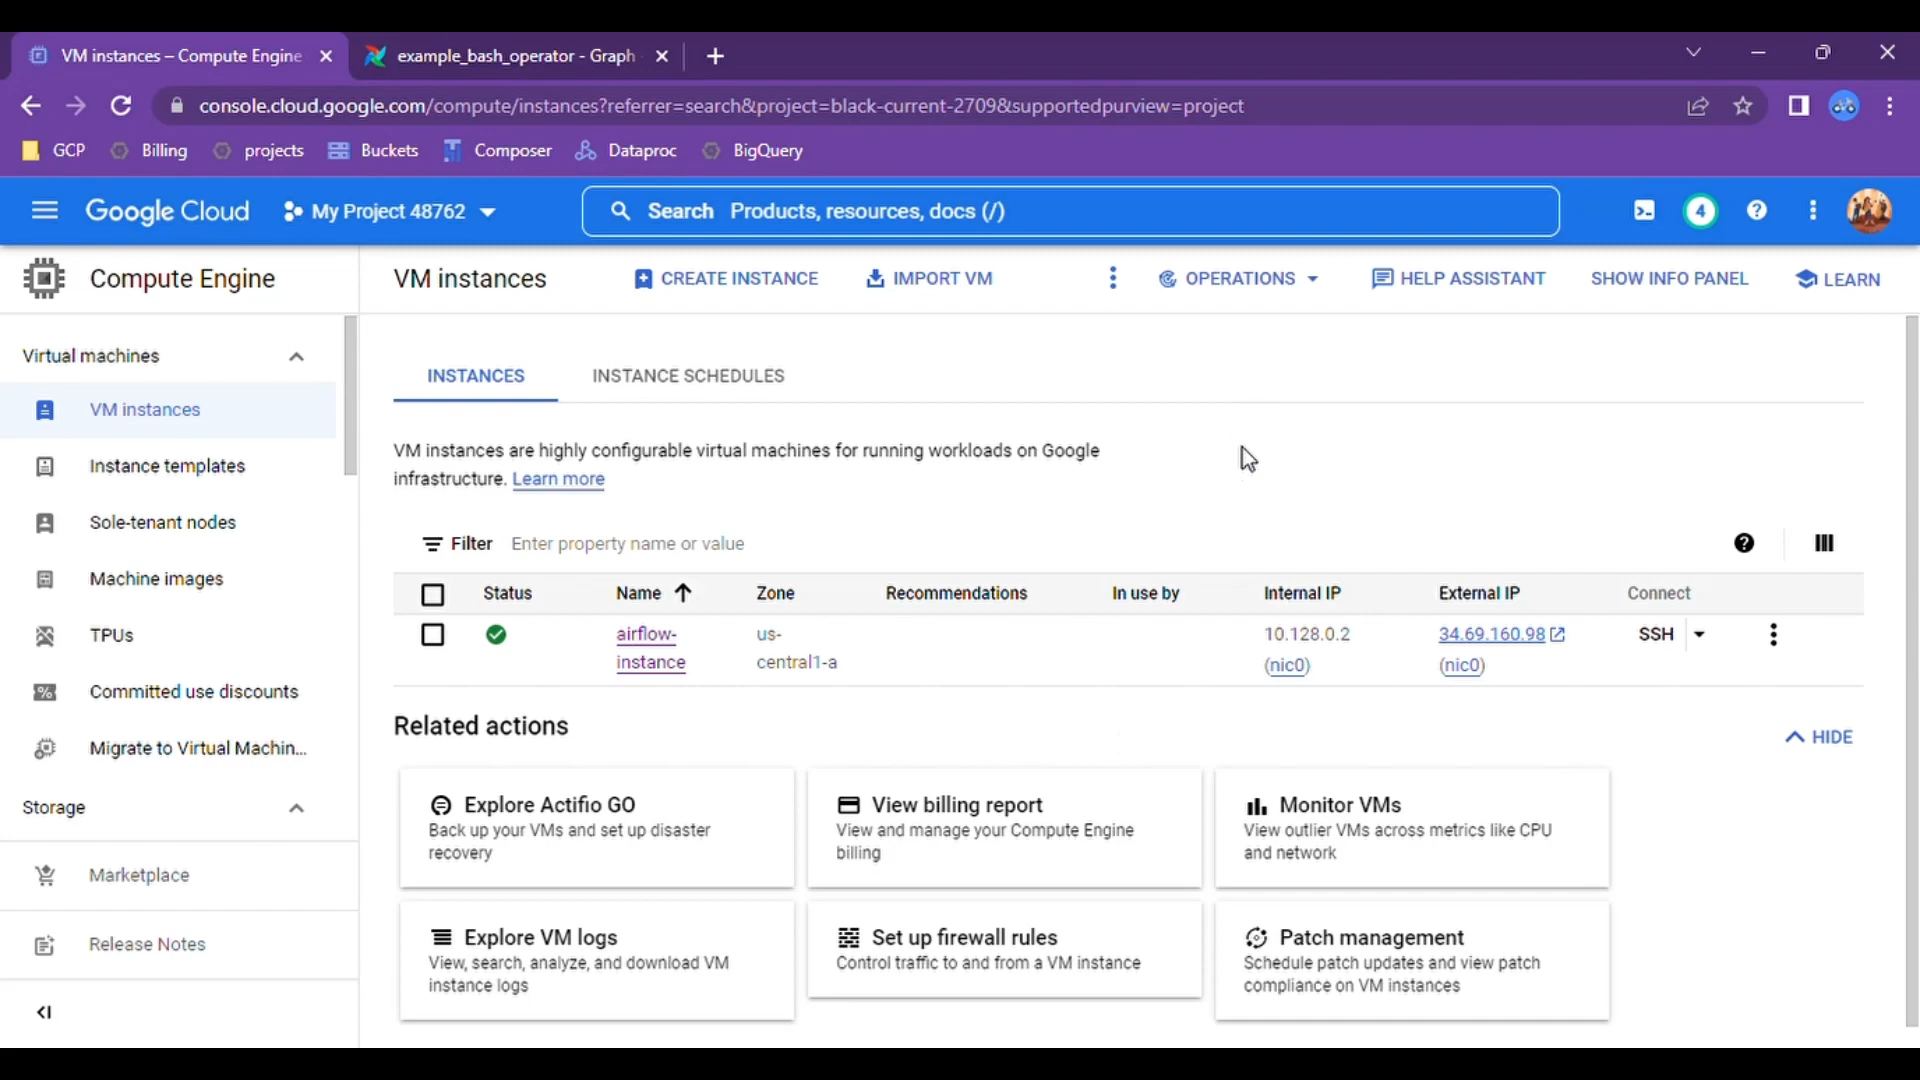 VM instances – Compute Engine
example_bash_operator - Graph
console.cloud.google.com/compute/instances?referrer=search&project=black-current-2709&supportedpurview=project
GCP Billing projects Buckets Composer Dataproc BigQuery
Google Cloud My Project 48762 Search Products, resources, docs (/) 4
Compute Engine
VM instances CREATE INSTANCE IMPORT VM OPERATIONS HELP ASSISTANT SHOW INFO PANEL LEARN
Virtual machines
VM instances
Instance templates
Sole-tenant nodes
Machine images
TPUs
Committed use discounts
Migrate to Virtual Machin...
Storage
Marketplace
Release Notes
INSTANCES INSTANCE SCHEDULES
VM instances are highly configurable virtual machines for running workloads on Google
infrastructure. Learn more
Filter Enter property name or value
Status Name Zone Recommendations In use by Internal IP External IP Connect
airflow- us- 10.128.0.2 34.69.160.98 SSH
instance central1-a (nic0) (nic0)
Related actions
HIDE
Explore Actifio GO
Back up your VMs and set up disaster
recovery
View billing report
View and manage your Compute Engine
billing
Monitor VMs
View outlier VMs across metrics like CPU
and network
Explore VM logs
View, search, analyze, and download VM
instance logs
Set up firewall rules
Control traffic to and from a VM instance
Patch management
Schedule patch updates and view patch
compliance on VM instances